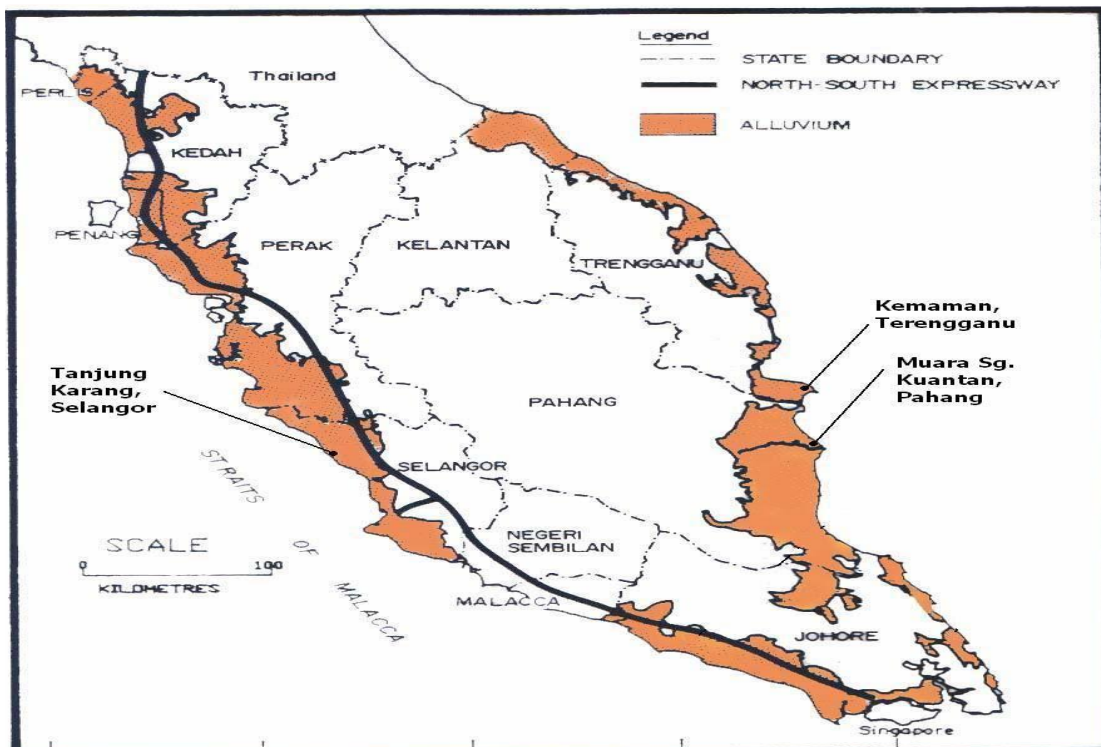 Legend
STATE BOUNDARY
NORTH-SOUTH EXPRESSWAY
ALLUVIUM
Thailand
PERLIS
KEDAH
PENANG
PERAK
KELANTAN
TRENGGANU
Kemaman,
Terengganu
Muara Sg.
Kuantan,
Pahang
Tanjung
Karang,
Selangor
PAHANG
SELANGOR
STRAITS
OF
MALACCA
NEGERI
SEMBILAN
SCALE
0 100
KILOMETRES
MALACCA
JOHORE
Singapore